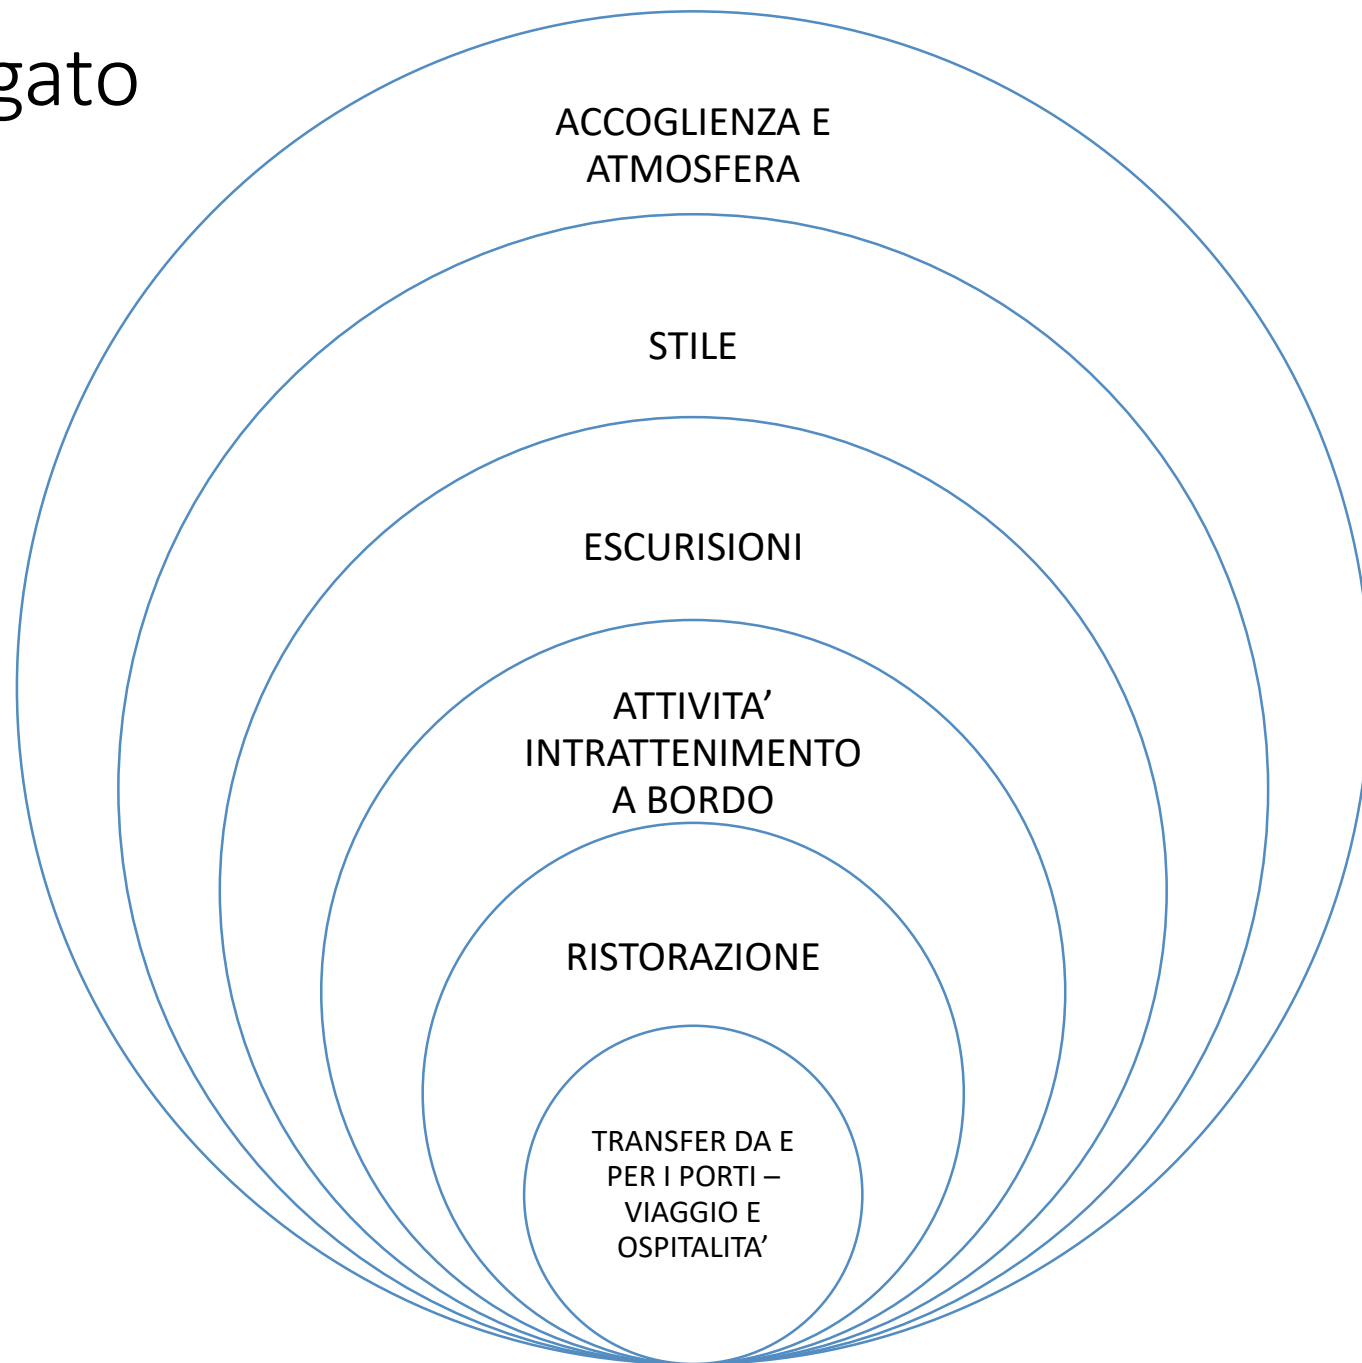 gato
ACCOGLIENZA E
ATMOSFERA
STILE
ESCURISIONI
ATTIVITA’
INTRATTENIMENTO
A BORDO
RISTORAZIONE
TRANSFER DA E
PER I PORTI –
VIAGGIO E
OSPITALITA’